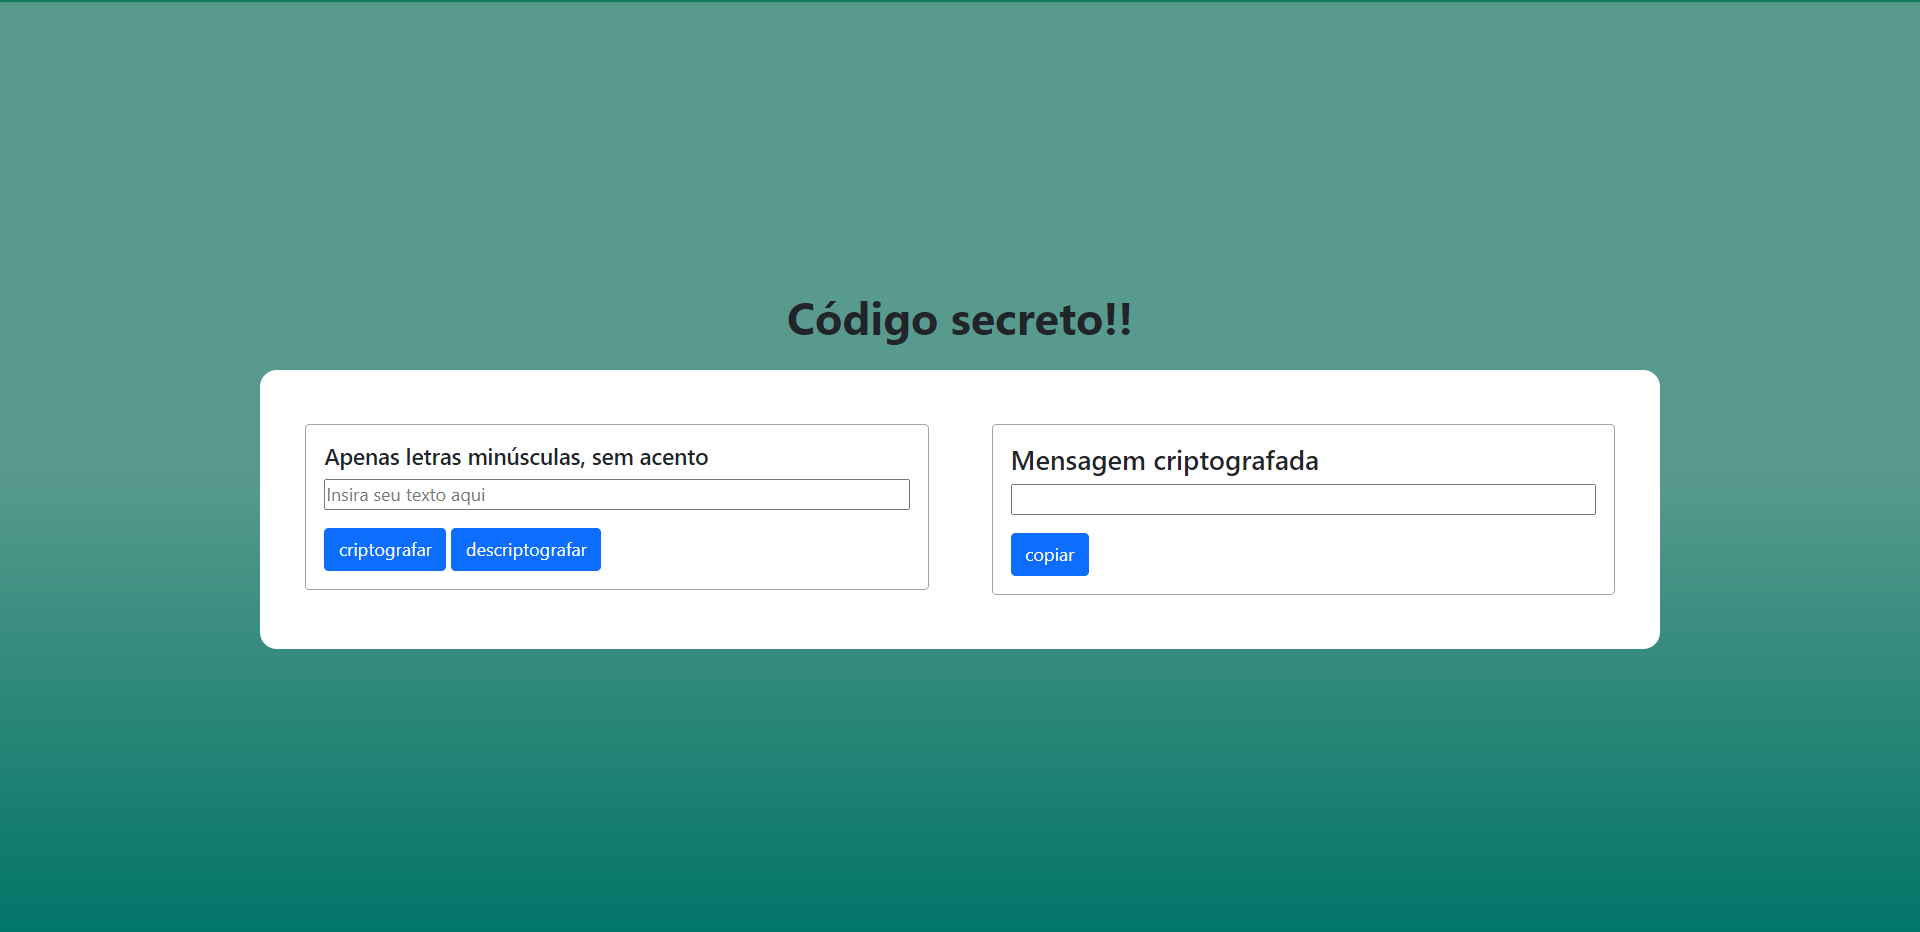 Código secreto!!
Apenas letras minúsculas, sem acento
Insira seu texto aqui
criptografar descriptografar
Mensagem criptografada
copiar